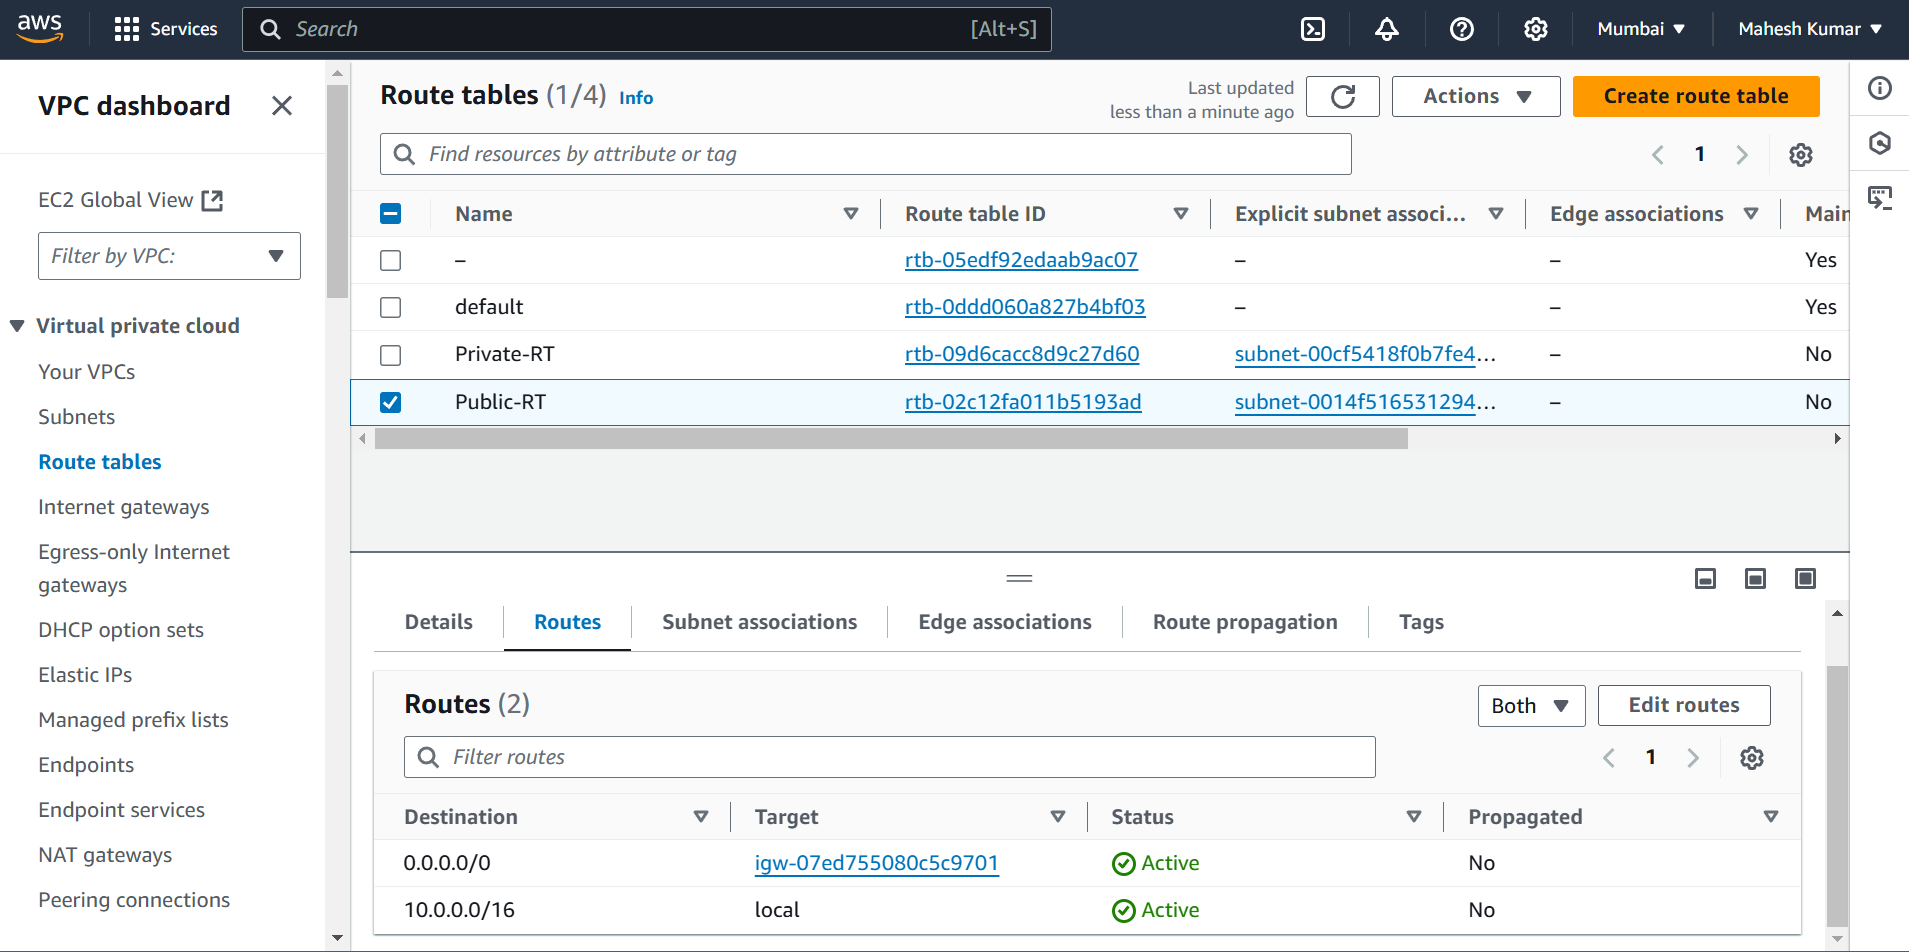 aws Services Search [Alt+S] Mumbai Mahesh Kumar
VPC dashboard
EC2 Global View
Filter by VPC:
Virtual private cloud
Your VPCs
Subnets
Route tables
Internet gateways
Egress-only Internet
gateways
DHCP option sets
Elastic IPs
Managed prefix lists
Endpoints
Endpoint services
NAT gateways
Peering connections
Route tables (1/4) Info
Last updated
less than a minute ago
Actions
Create route table
Find resources by attribute or tag
1
Name Route table ID Explicit subnet associ... Edge associations Main
– rtb-05edf92edaab9ac07 – – Yes
default rtb-0ddd060a827b4bf03 – – Yes
Private-RT rtb-09d6cacc8d9c27d60 subnet-00cf5418f0b7fe4... – No
Public-RT rtb-02c12fa011b5193ad subnet-0014f516531294... – No
Details Routes Subnet associations Edge associations Route propagation Tags
Routes (2)
Both
Edit routes
Filter routes
1
Destination Target Status Propagated
0.0.0.0/0 igw-07ed755080c5c9701 Active No
10.0.0.0/16 local Active No